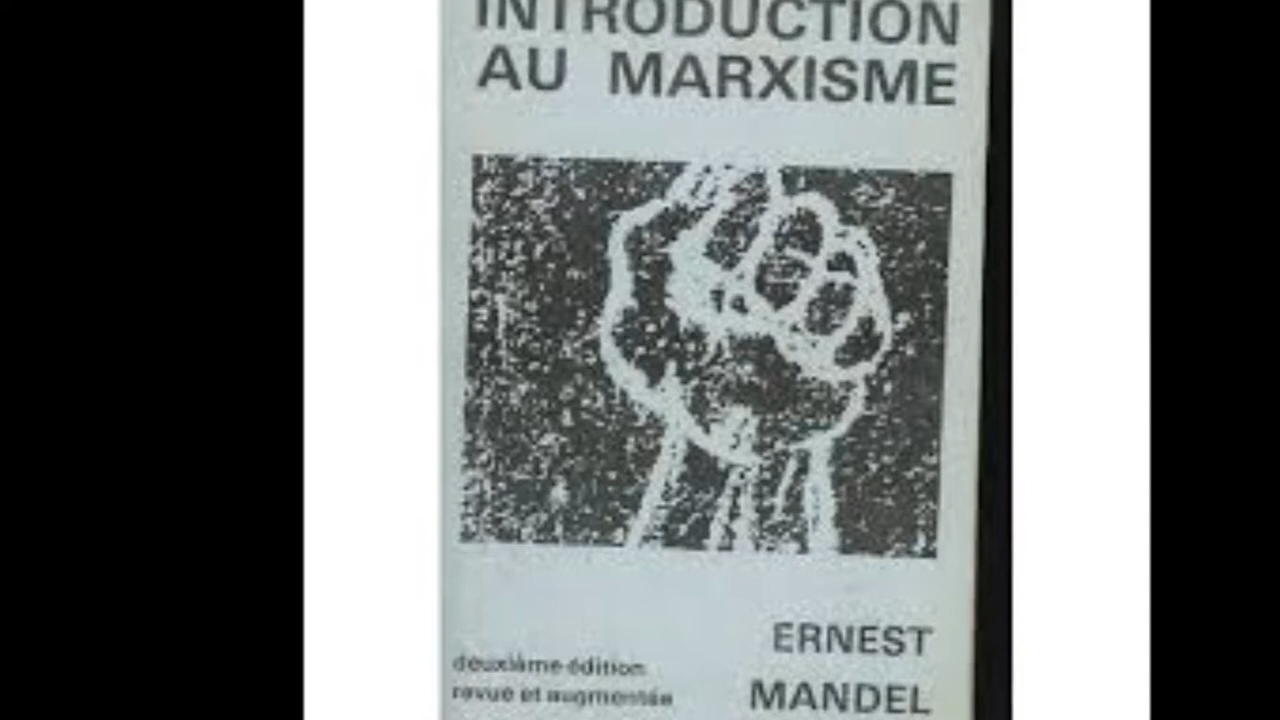 INTRODUCTION
AU MARXISME
ERNEST
MANDEL
deuxième édition
revue et augmentée